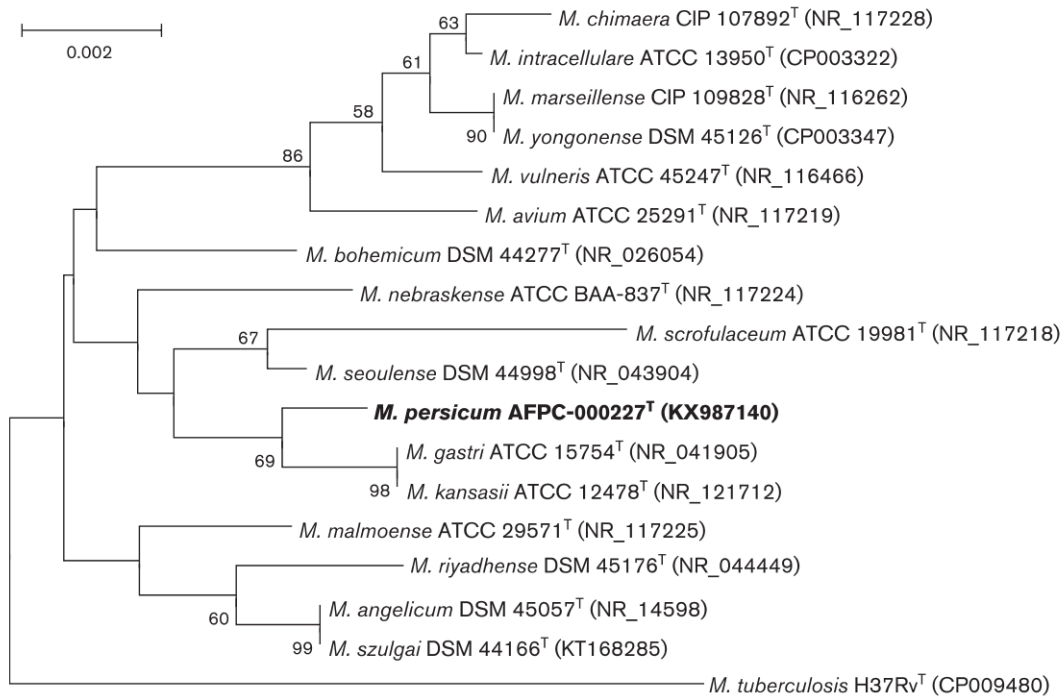 63
M. chimaera CIP 107892ᵀ (NR_117228)
0.002
61
M. intracellulare ATCC 13950ᵀ (CP003322)
M. marseillense CIP 109828ᵀ (NR_116262)
58
90
M. yongonense DSM 45126ᵀ (CP003347)
86
M. vulneris ATCC 45247ᵀ (NR_116466)
M. avium ATCC 25291ᵀ (NR_117219)
M. bohemicum DSM 44277ᵀ (NR_026054)
M. nebraskense ATCC BAA-837ᵀ (NR_117224)
67
M. scrofulaceum ATCC 19981ᵀ (NR_117218)
M. seoulense DSM 44998ᵀ (NR_043904)
M. persicum AFPC-000227ᵀ (KX987140)
M. gastri ATCC 15754ᵀ (NR_041905)
69
98
M. kansasii ATCC 12478ᵀ (NR_121712)
M. malmoense ATCC 29571ᵀ (NR_117225)
M. riyadhense DSM 45176ᵀ (NR_044449)
60
M. angelicum DSM 45057ᵀ (NR_14598)
99
M. szulgai DSM 44166ᵀ (KT168285)
M. tuberculosis H37Rvᵀ (CP009480)